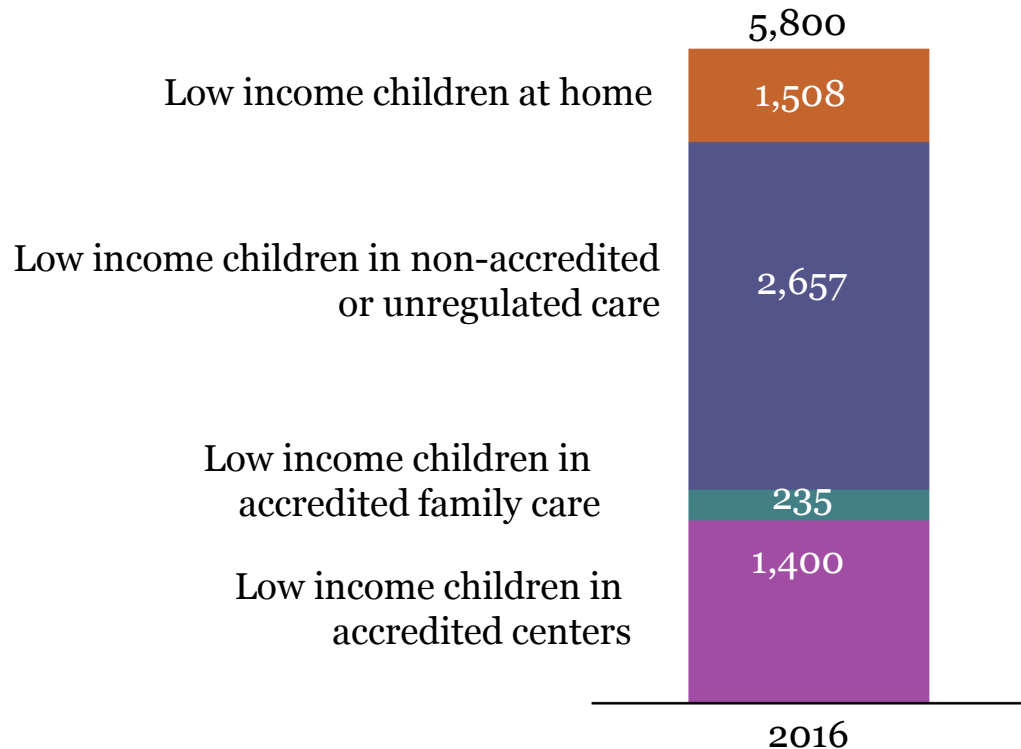 5,800
Low income children at home
1,508
Low income children in non-accredited
or unregulated care
2,657
Low income children in
accredited family care
235
Low income children in
accredited centers
1,400
2016